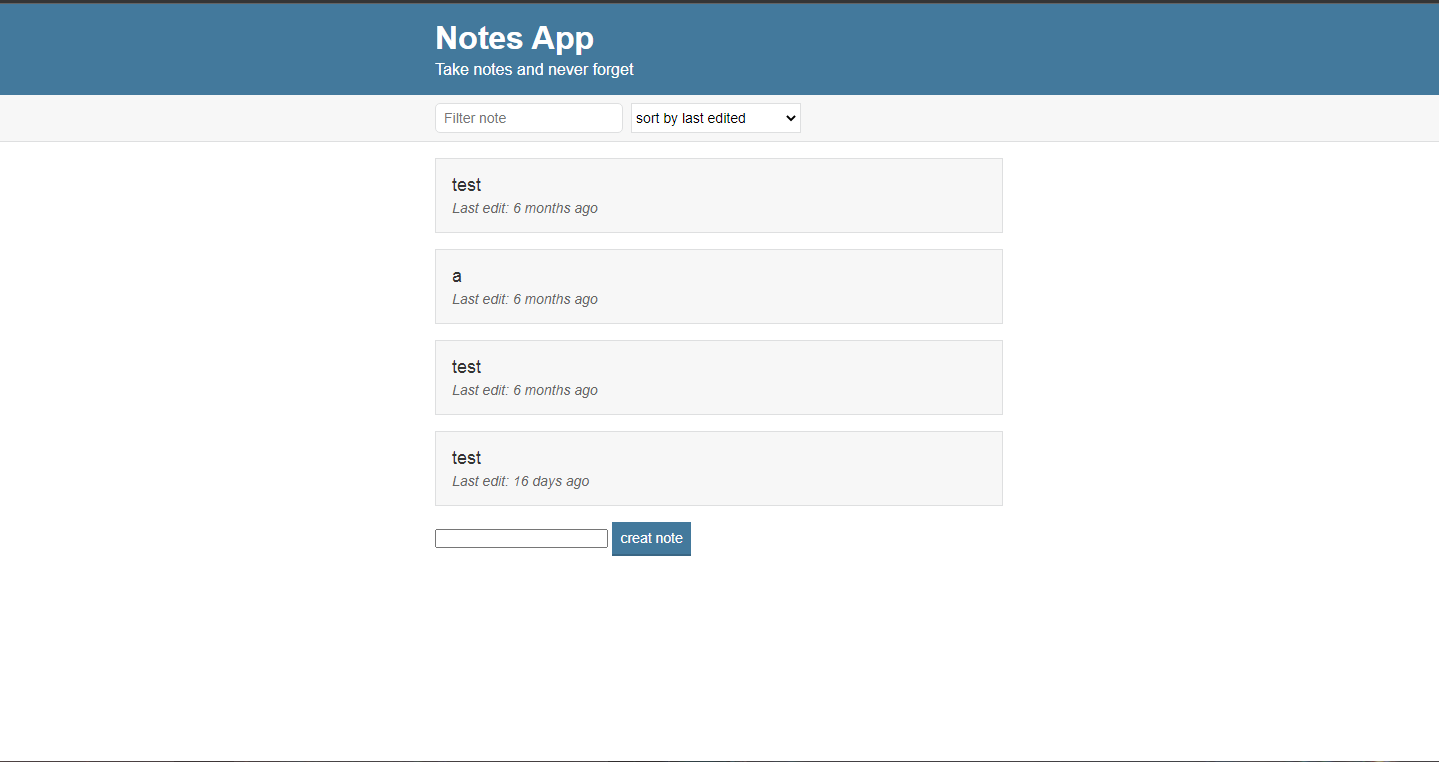 Notes App
Take notes and never forget
Filter note
sort by last edited
test
Last edit: 6 months ago
a
Last edit: 6 months ago
test
Last edit: 6 months ago
test
Last edit: 16 days ago
creat note